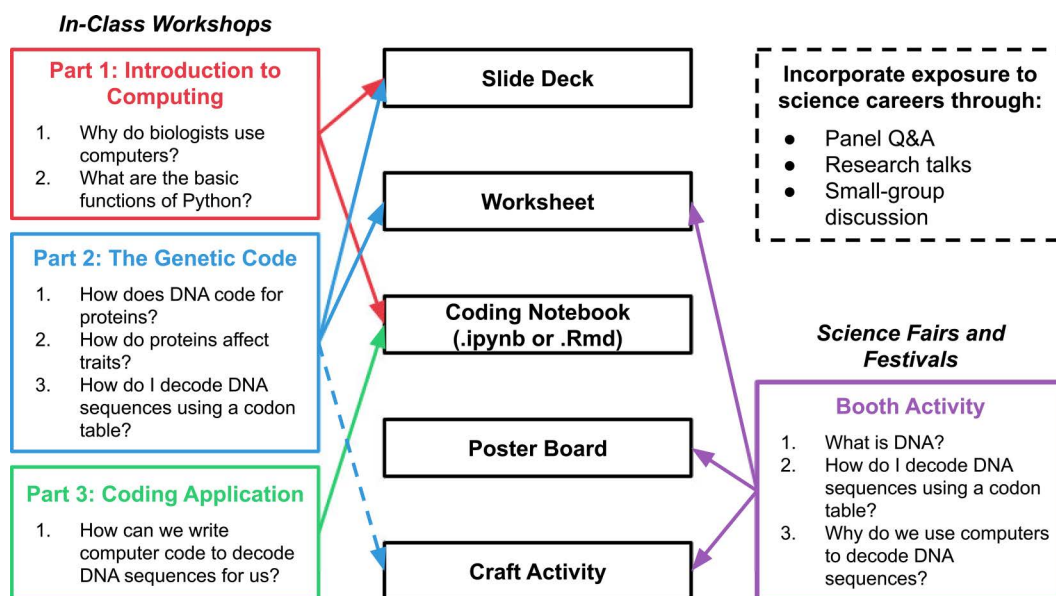 In-Class Workshops
Part 1: Introduction to
Computing
1. Why do biologists use
computers?
2. What are the basic
functions of Python?
Part 2: The Genetic Code
1. How does DNA code for
proteins?
2. How do proteins affect
traits?
3. How do I decode DNA
sequences using a codon
table?
Part 3: Coding Application
1. How can we write
computer code to decode
DNA sequences for us?
Slide Deck
Worksheet
Coding Notebook
(.ipynb or .Rmd)
Poster Board
Craft Activity
Incorporate exposure to
science careers through:
● Panel Q&A
● Research talks
● Small-group
discussion
Science Fairs and
Festivals
Booth Activity
1. What is DNA?
2. How do I decode DNA
sequences using a codon
table?
3. Why do we use computers
to decode DNA
sequences?